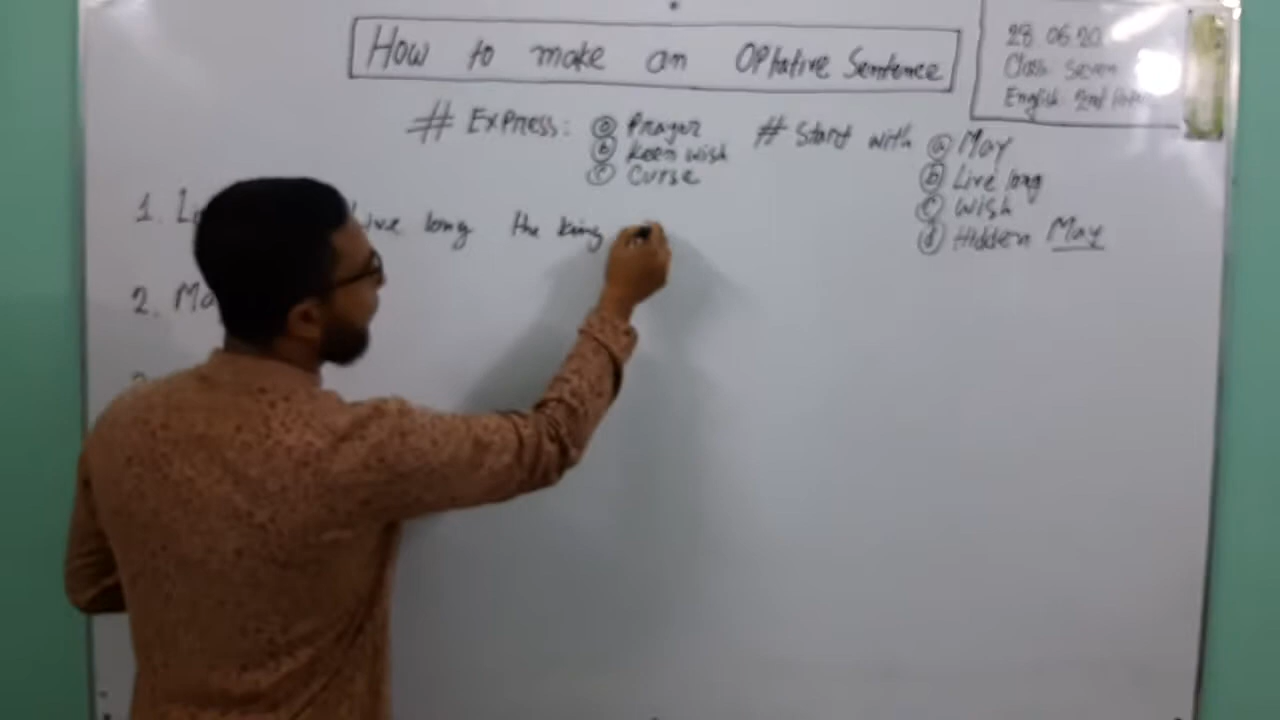 How to make an Optative Sentence
28.06.20
Class: Seven
English 2nd
# Express: ⓐ Prayer
ⓑ Keen wish
ⓒ Curse
# Start with ⓐ May
ⓑ Live long
ⓒ Wish
ⓓ Hidden May
1. Live long the king
2. Ma